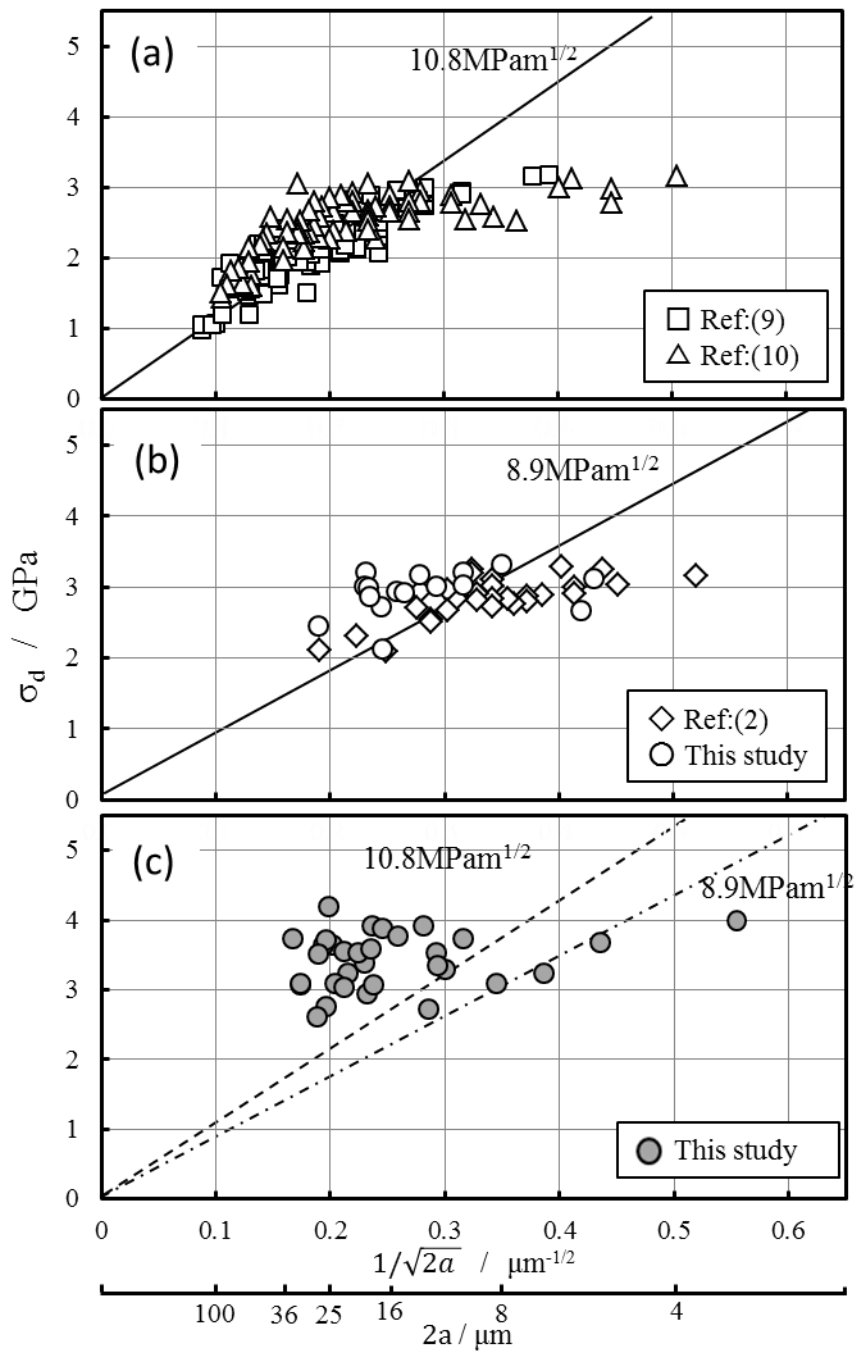 (a)
10.8MPam1/2
5
4
3
2
1
0
Ref:(9)
Ref:(10)
(b)
8.9MPam1/2
5
4
3
2
1
0
σd / GPa
Ref:(2)
This study
(c)
10.8MPam1/2
8.9MPam1/2
5
4
3
2
1
0
This study
0 0.1 0.2 0.3 0.4 0.5 0.6
1/√2a / μm-1/2
100 36 25 16 8 4
2a / μm